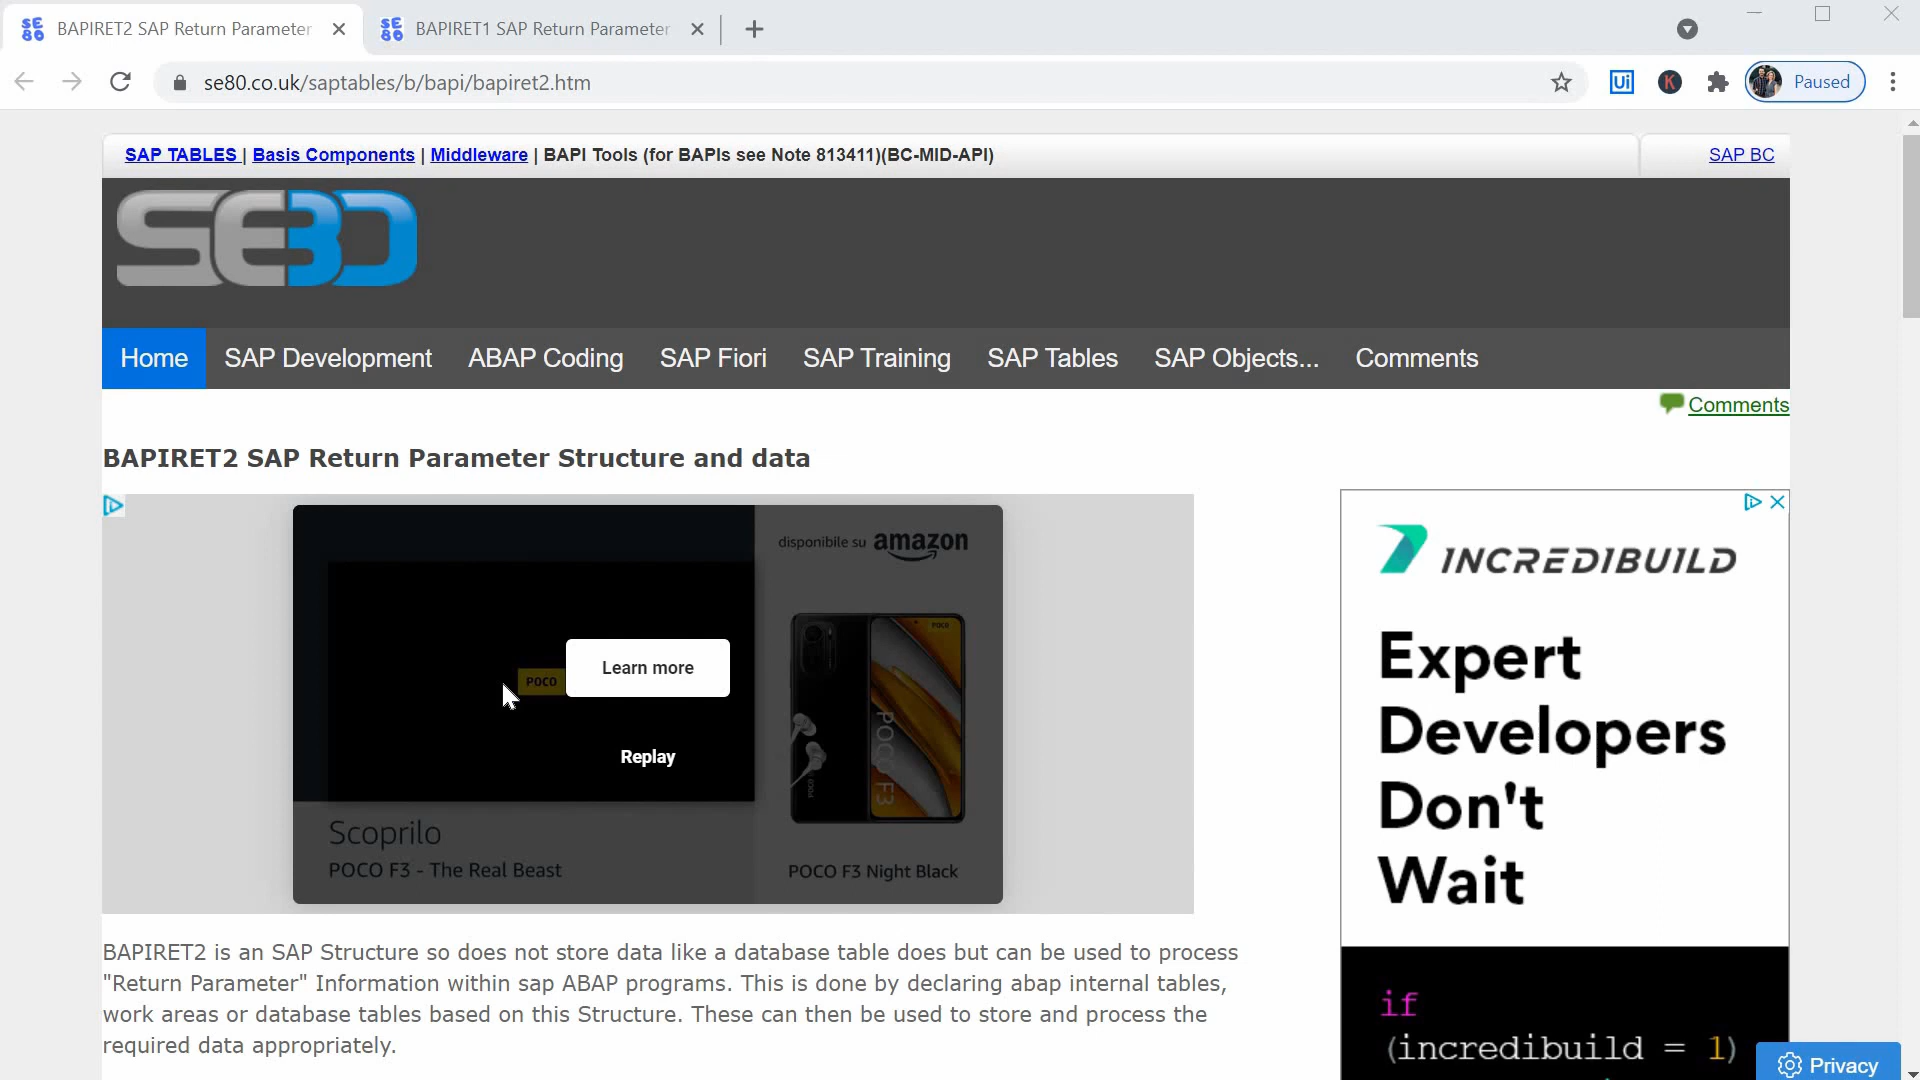 BAPIRET2 SAP Return Parameter
BAPIRET1 SAP Return Parameter
se80.co.uk/saptables/b/bapi/bapiret2.htm
Ui
K
Paused
SAP TABLES | Basis Components | Middleware | BAPI Tools (for BAPIs see Note 813411)(BC-MID-API)
SAP BC
SE80
Home SAP Development ABAP Coding SAP Fiori SAP Training SAP Tables SAP Objects... Comments
Comments
BAPIRET2 SAP Return Parameter Structure and data
disponibile su amazon
POCO
Learn more
Replay
POCO F3
Scoprilo
POCO F3 - The Real Beast
POCO F3 Night Black
INCREDIBUILD
Expert
Developers
Don't
Wait
if
(incredibuild = 1)
BAPIRET2 is an SAP Structure so does not store data like a database table does but can be used to process
"Return Parameter" Information within sap ABAP programs. This is done by declaring abap internal tables,
work areas or database tables based on this Structure. These can then be used to store and process the
required data appropriately.
Privacy